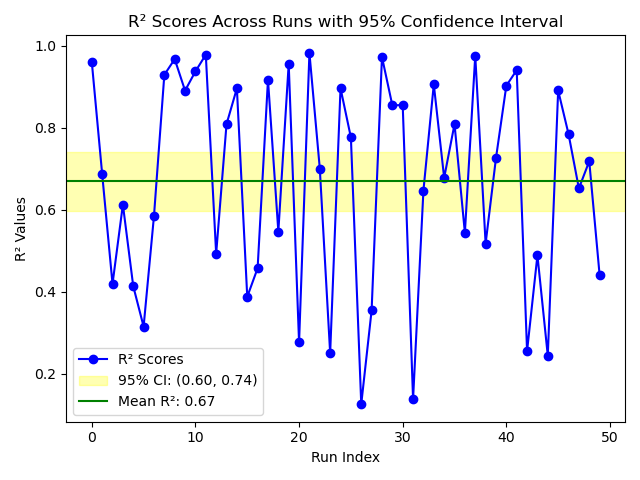 R² Scores Across Runs with 95% Confidence Interval
R² Values
1.0
0.8
0.6
0.4
0.2
R² Scores
95% CI: (0.60, 0.74)
Mean R²: 0.67
0 10 20 30 40 50
Run Index